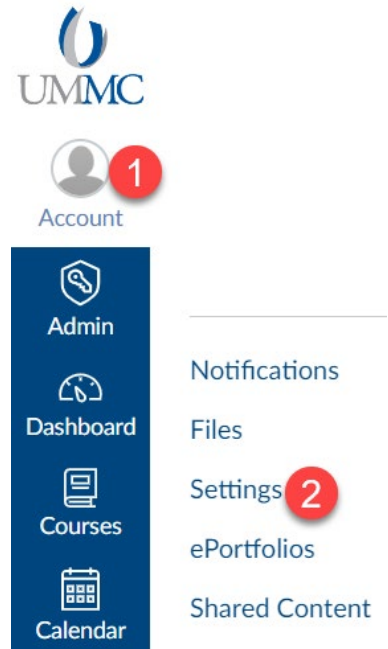 UMMC
1
Account
Admin
Dashboard
Courses
Calendar
Notifications
Files
Settings 2
ePortfolios
Shared Content